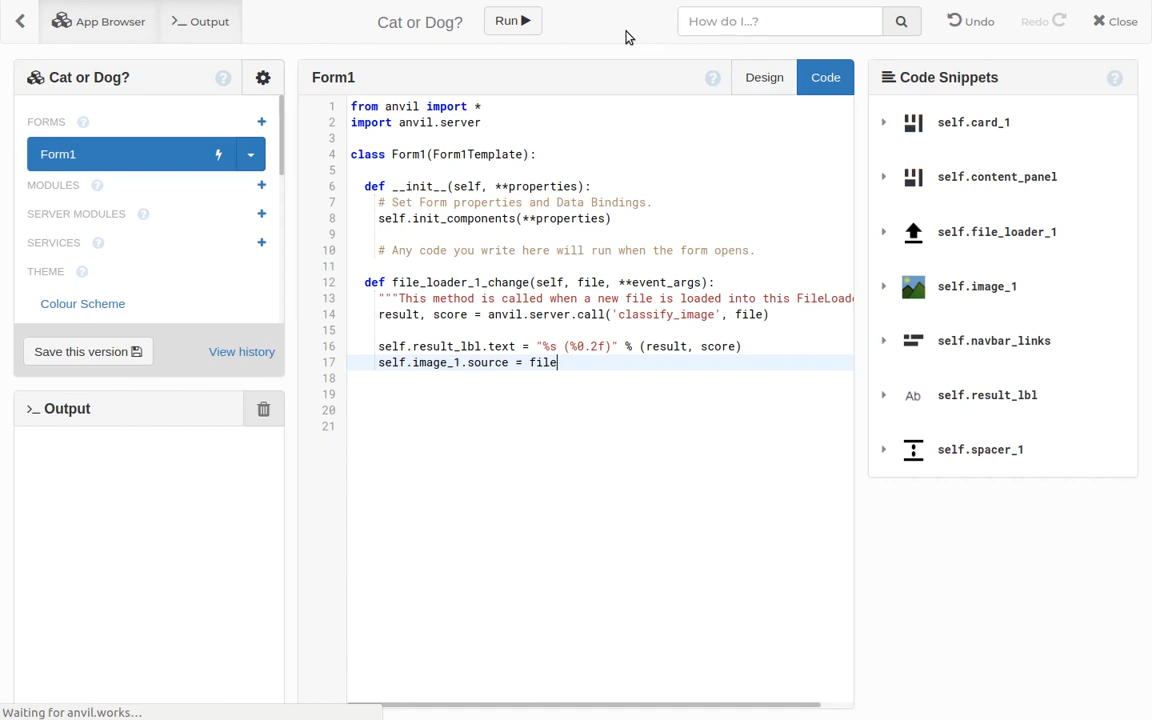 App Browser
>_ Output
Cat or Dog?
Run
How do I...?
Undo
Redo
Close
Cat or Dog?
?
FORMS ?
+
Form1
MODULES ?
+
SERVER MODULES ?
+
SERVICES ?
+
THEME ?
Colour Scheme
Save this version
View history
>_ Output
Form1
?
Design
Code
1 from anvil import *
2 import anvil.server
3
4 class Form1(Form1Template):
5
6 def __init__(self, **properties):
7 # Set Form properties and Data Bindings.
8 self.init_components(**properties)
9
10 # Any code you write here will run when the form opens.
11
12 def file_loader_1_change(self, file, **event_args):
13 """This method is called when a new file is loaded into this FileLoade
14 result, score = anvil.server.call('classify_image', file)
15
16 self.result_lbl.text = "%s (%0.2f)" % (result, score)
17 self.image_1.source = file
18
19
20
21
Code Snippets
?
self.card_1
self.content_panel
self.file_loader_1
self.image_1
self.navbar_links
Ab self.result_lbl
self.spacer_1
Waiting for anvil.works...